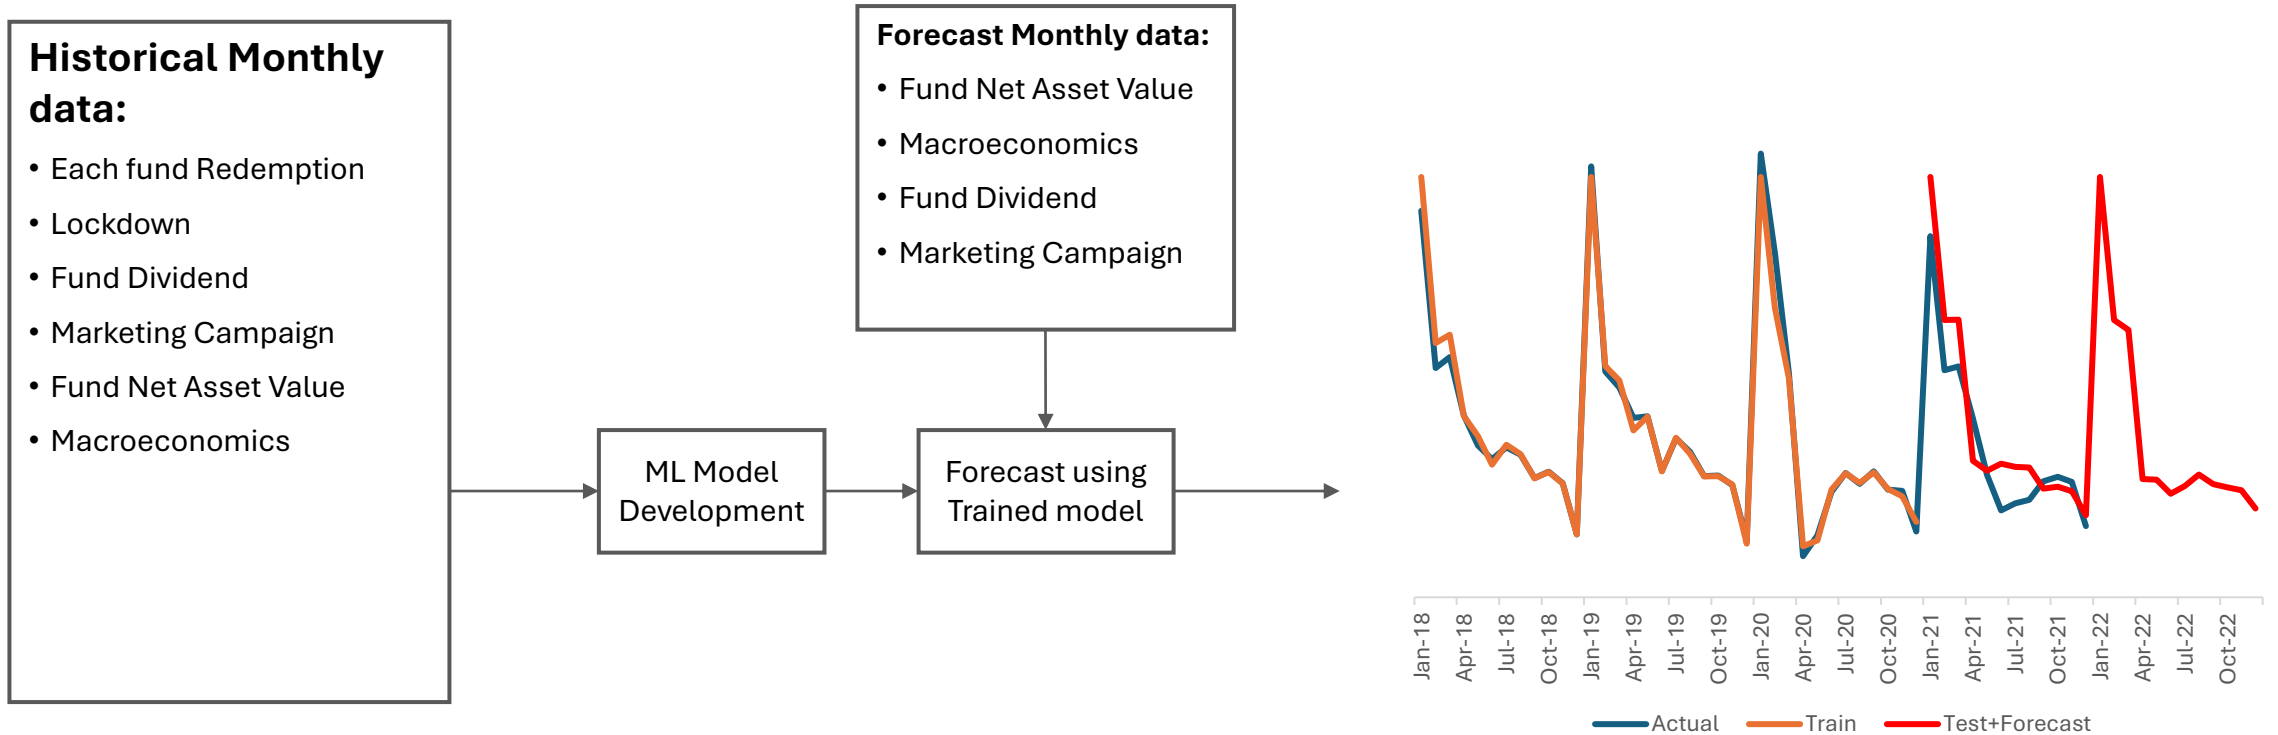 Historical Monthly
data:
• Each fund Redemption
• Lockdown
• Fund Dividend
• Marketing Campaign
• Fund Net Asset Value
• Macroeconomics
ML Model
Development
Forecast Monthly data:
• Fund Net Asset Value
• Macroeconomics
• Fund Dividend
• Marketing Campaign
Forecast using
Trained model
Jan-18
Apr-18
Jul-18
Oct-18
Jan-19
Apr-19
Jul-19
Oct-19
Jan-20
Apr-20
Jul-20
Oct-20
Jan-21
Apr-21
Jul-21
Oct-21
Jan-22
Apr-22
Jul-22
Oct-22
Actual
Train
Test+Forecast